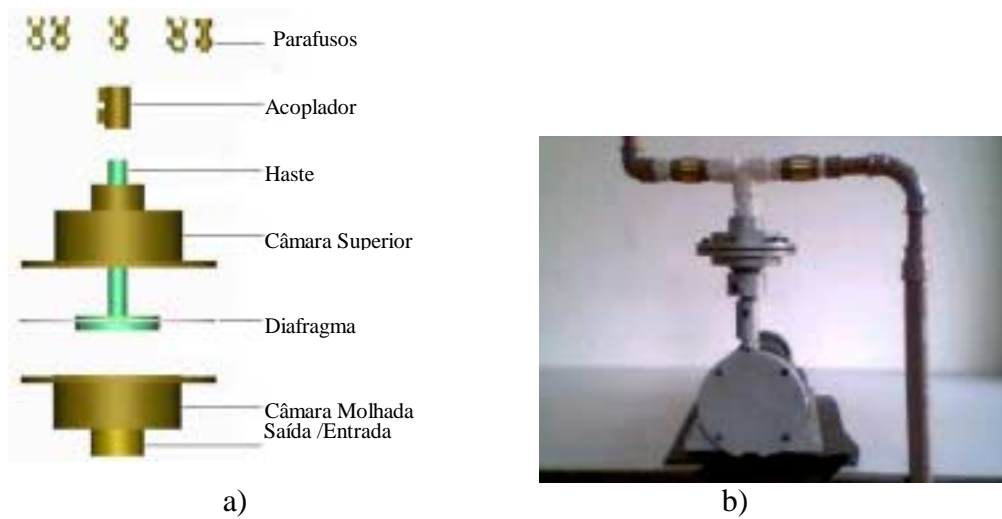 Parafusos
Acoplador
Haste
Câmara Superior
Diafragma
Câmara Molhada
Saída /Entrada
a)
b)